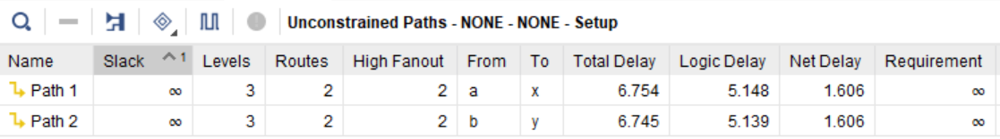 Unconstrained Paths - NONE - NONE - Setup
Name Slack 1 Levels Routes High Fanout From To Total Delay Logic Delay Net Delay Requirement
Path 1 ∞ 3 2 2 a x 6.754 5.148 1.606 ∞
Path 2 ∞ 3 2 2 b y 6.745 5.139 1.606 ∞